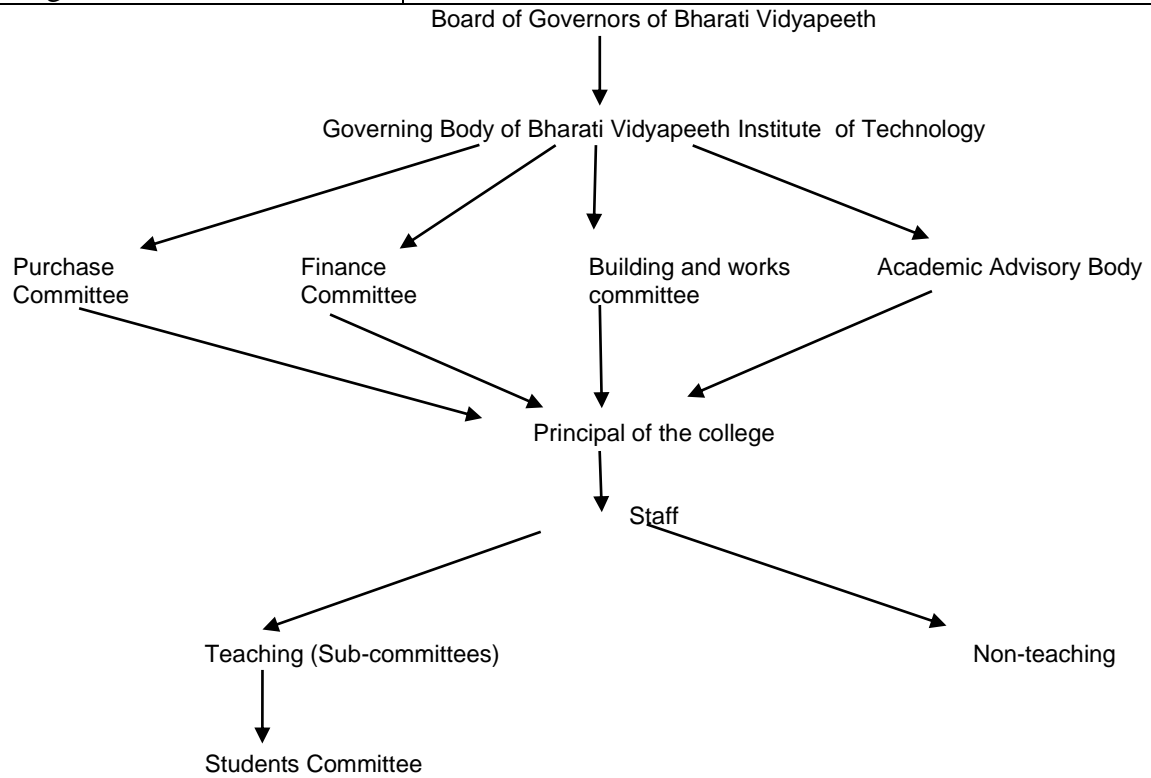 Board of Governors of Bharati Vidyapeeth
Governing Body of Bharati Vidyapeeth Institute of Technology
Purchase
Committee
Finance
Committee
Building and works
committee
Academic Advisory Body
Principal of the college
Staff
Teaching (Sub-committees)
Non-teaching
Students Committee